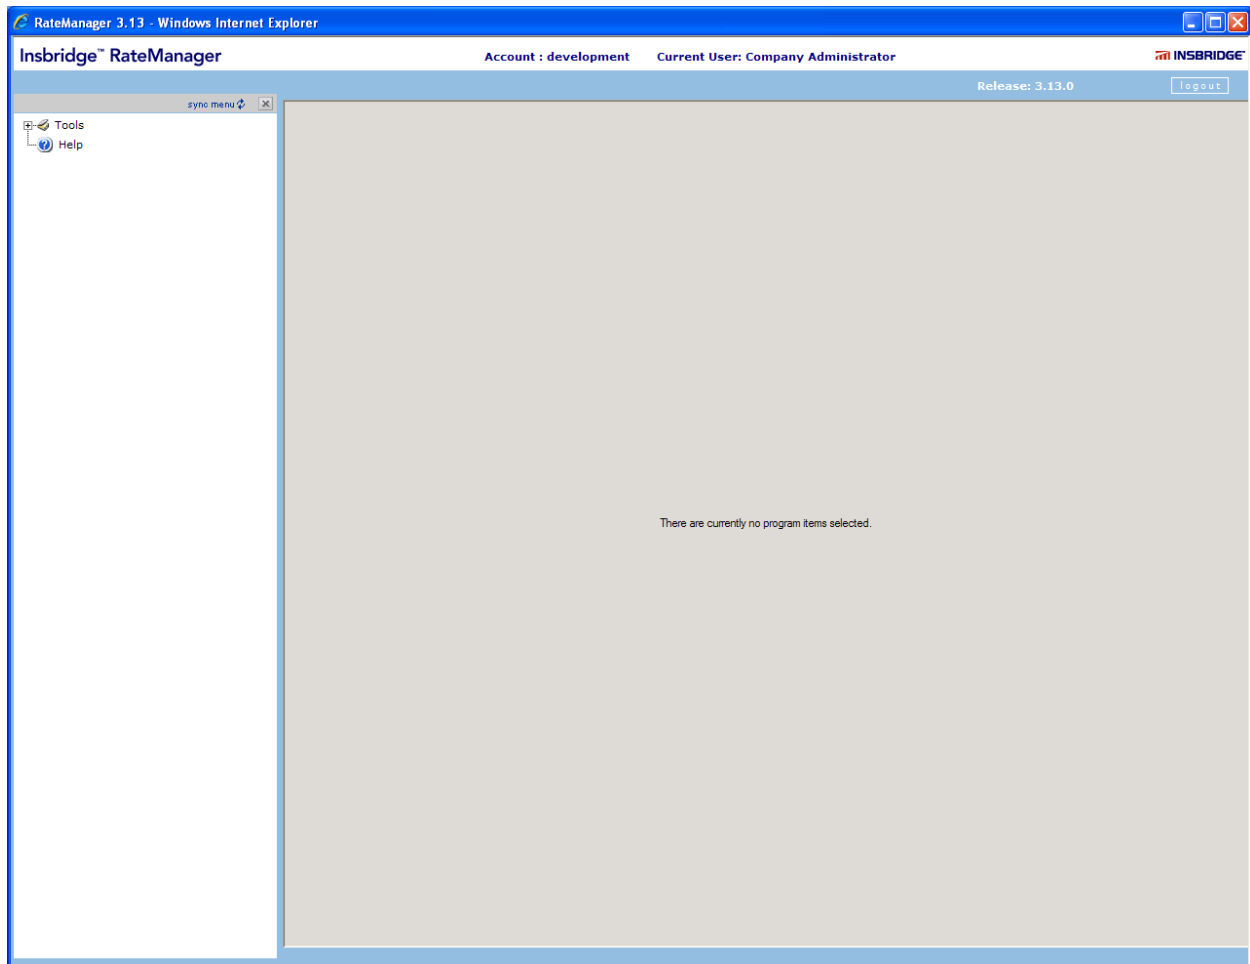 RateManager 3.13 - Windows Internet Explorer
Insbridge™ RateManager Account : development Current User: Company Administrator INSBRIDGE
Release: 3.13.0 logout
sync menu
Tools
Help
There are currently no program items selected.